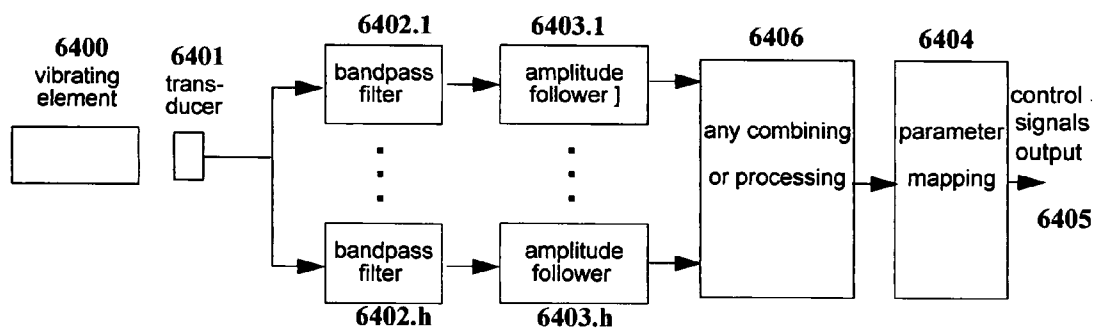 6400
vibrating
element
6401
trans-
ducer
6402.1
bandpass
filter
6403.1
amplitude
follower ]
6406
any combining
or processing
6404
parameter
mapping
control
signals
output
6405
bandpass
filter
6402.h
amplitude
follower
6403.h